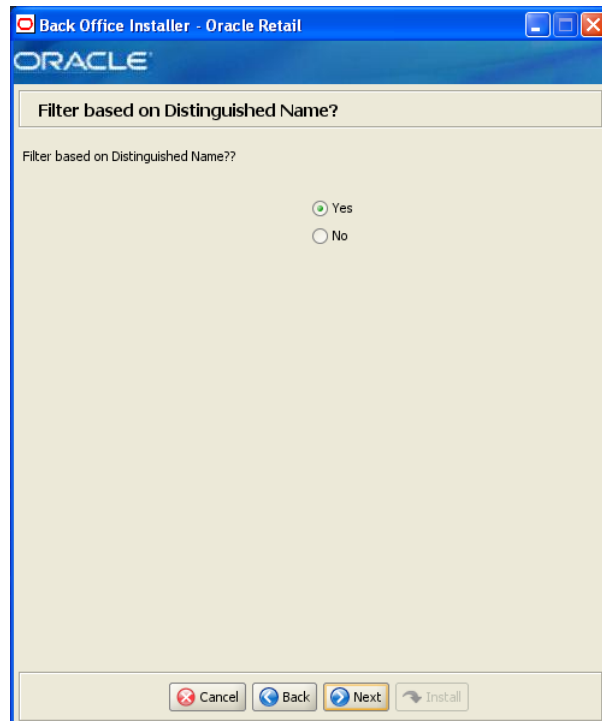 Back Office Installer - Oracle Retail
ORACLE
Filter based on Distinguished Name?
Filter based on Distinguished Name??
Yes
No
Cancel Back Next Install